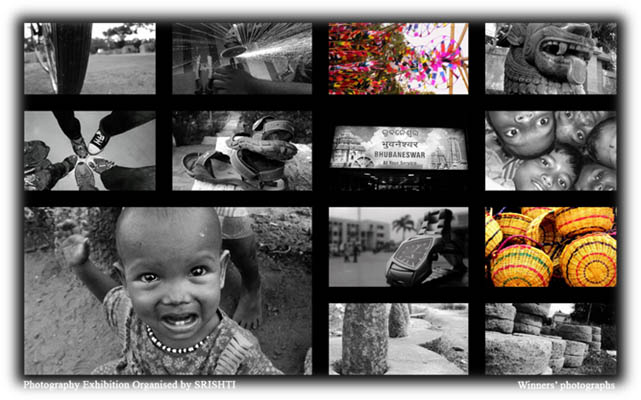 ଭୁବନେଶ୍ୱର
भुवनेश्वर
BHUBANESWAR
At Your Service
Photography Exhibition Organised by SRISHTI
Winners' photographs